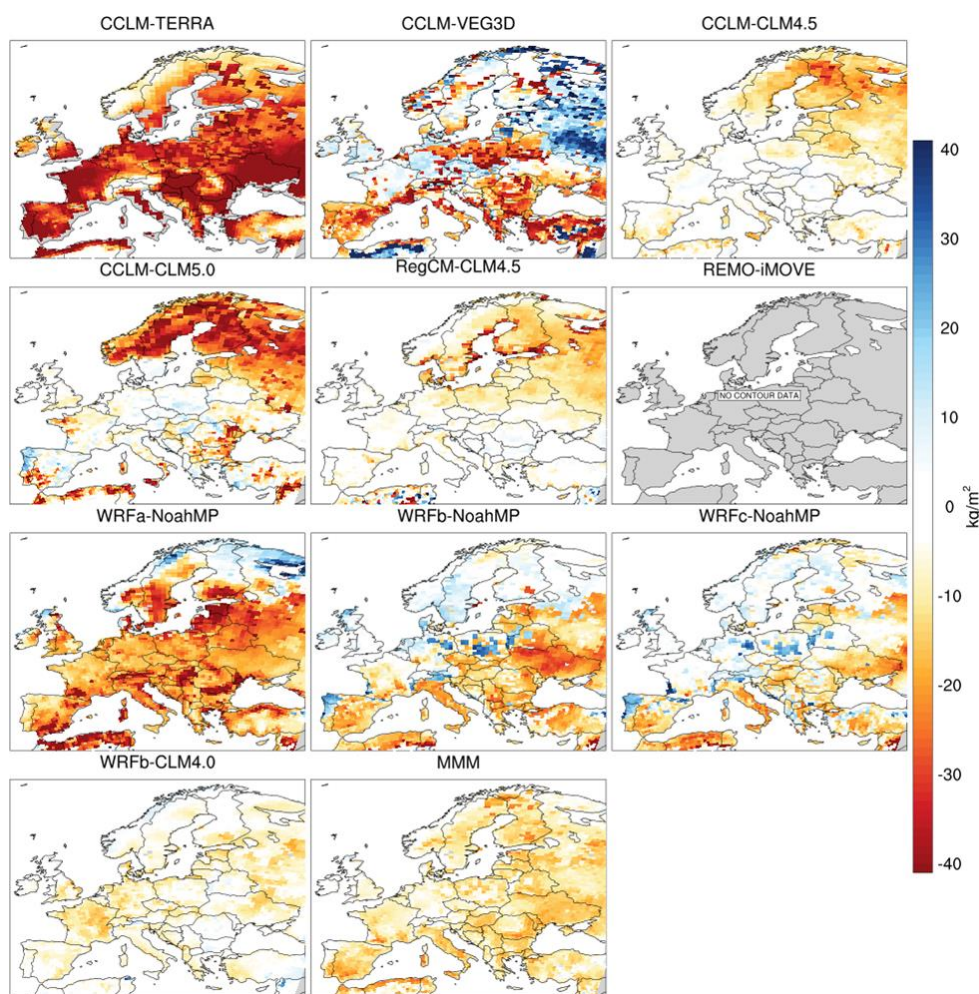 CCLM-TERRA
CCLM-VEG3D
CCLM-CLM4.5
CCLM-CLM5.0
RegCM-CLM4.5
REMO-iMOVE
NO CONTOUR DATA
WRFa-NoahMP
WRFb-NoahMP
WRFc-NoahMP
WRFb-CLM4.0
MMM
40
30
20
10
0
-10
-20
-30
-40
kg/m²